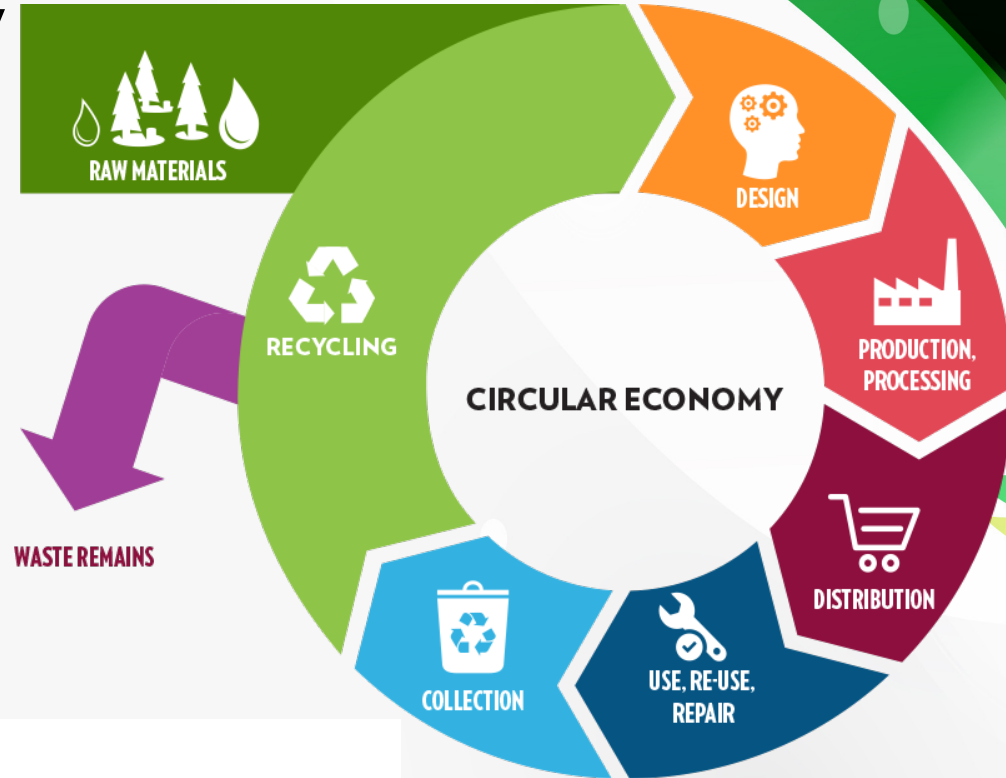 RAW MATERIALS
DESIGN
RECYCLING
PRODUCTION,
PROCESSING
CIRCULAR ECONOMY
WASTE REMAINS
DISTRIBUTION
USE, RE-USE,
REPAIR
COLLECTION